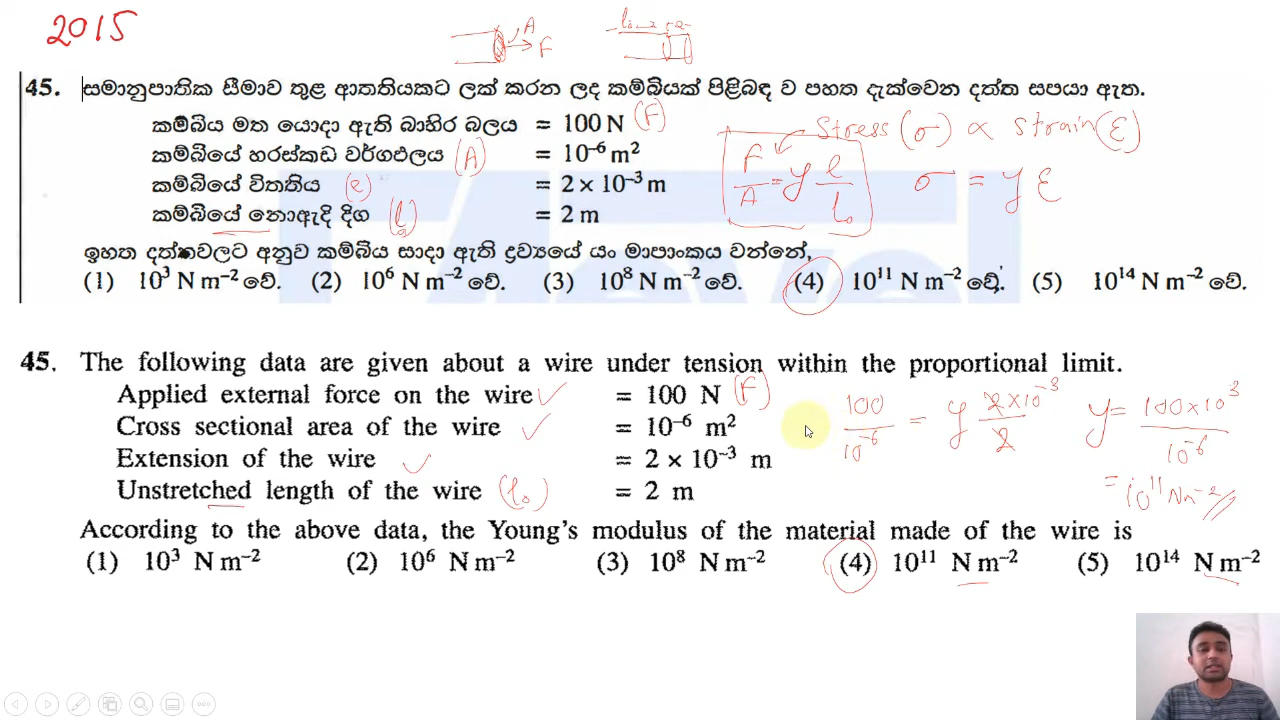 2015
A
F
45. සමානුපාතික සීමාව තුළ ආතතියකට ලක් කරන ලද කම්බියක් පිළිබඳ ව පහත දැක්වෙන දත්ත සපයා ඇත.
කම්බිය මත යොදා ඇති බාහිර බලය = 100 N (F)
කම්බියේ හරස්කඩ වර්ගඵලය (A) = 10⁻⁶ m²
කම්බියේ විතතිය (e) = 2 × 10⁻³ m
කම්බියේ නොඇදි දිග (l₀) = 2 m
Stress (σ) ∝ Strain (ε)
F/A = y e/l₀
σ = y ε
ඉහත දත්තවලට අනුව කම්බිය සාදා ඇති ද්‍රව්‍යයේ යං මාපාංකය වන්නේ,
(1) 10³ N m⁻² වේ. (2) 10⁶ N m⁻² වේ. (3) 10⁸ N m⁻² වේ. (4) 10¹¹ N m⁻² වේ. (5) 10¹⁴ N m⁻² වේ.
45. The following data are given about a wire under tension within the proportional limit.
Applied external force on the wire = 100 N (F)
Cross sectional area of the wire = 10⁻⁶ m²
Extension of the wire = 2 × 10⁻³ m
Unstretched length of the wire (l₀) = 2 m
100/10⁻⁶ = y 2×10⁻³/2
y = 100×10³/10⁻⁶
= 10¹¹ Nm⁻²
According to the above data, the Young's modulus of the material made of the wire is
(1) 10³ N m⁻² (2) 10⁶ N m⁻² (3) 10⁸ N m⁻² (4) 10¹¹ N m⁻² (5) 10¹⁴ N m⁻²